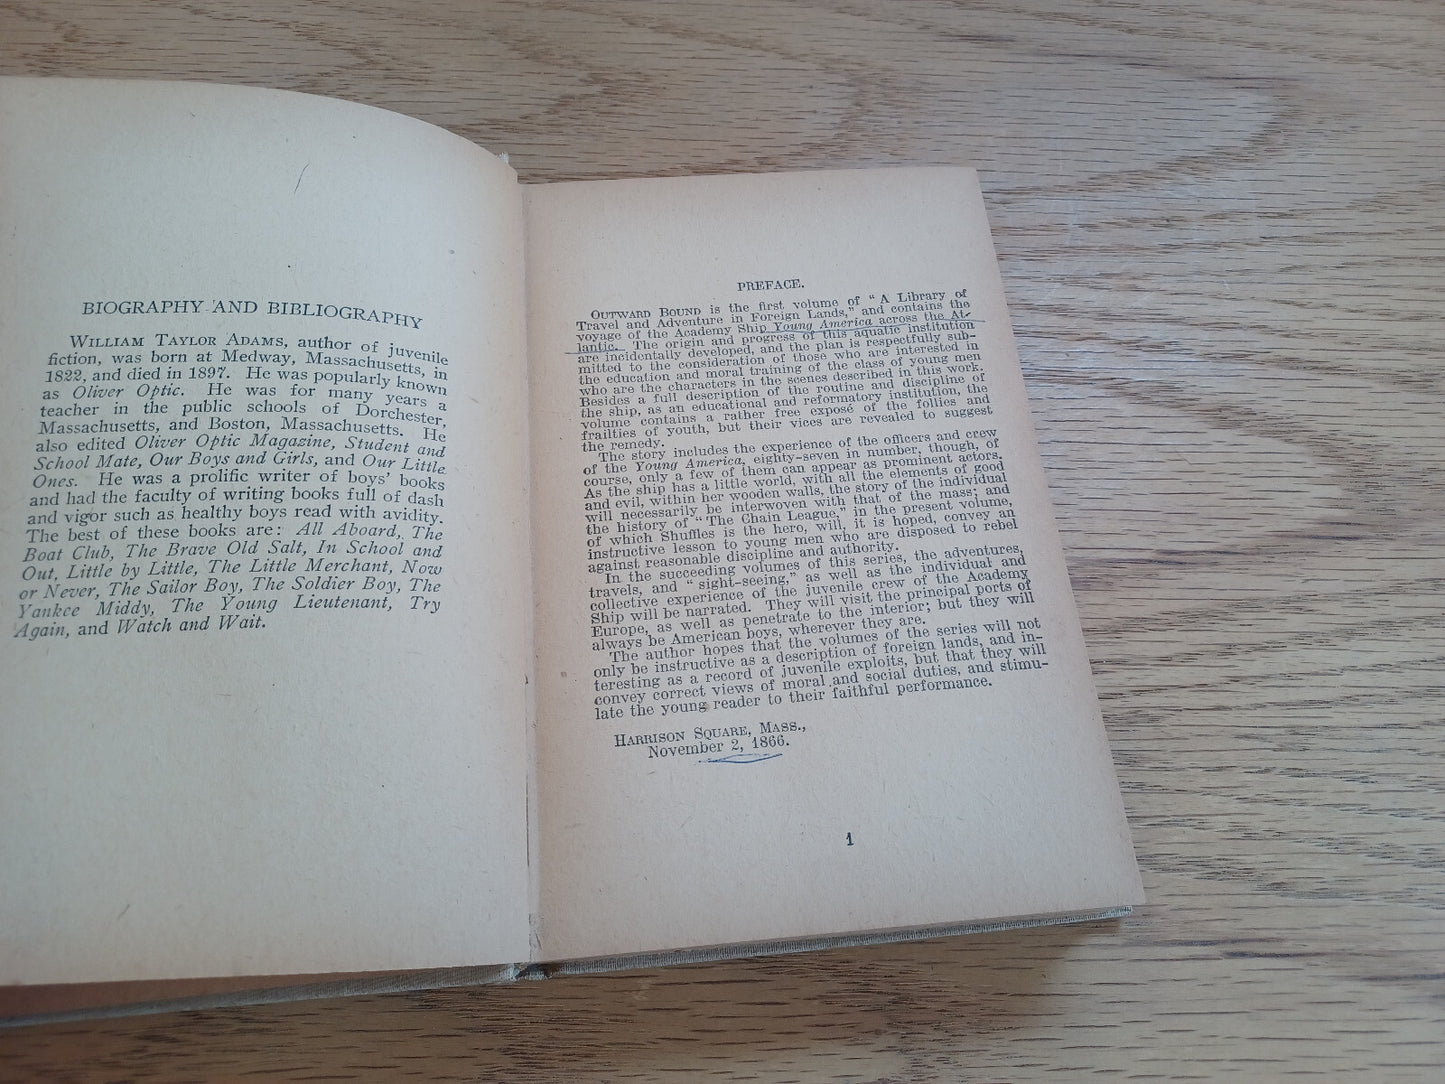 BIOGRAPHY AND BIBLIOGRAPHY
WILLIAM TAYLOR ADAMS, author of juvenile
fiction, was born at Medway, Massachusetts, in
1822, and died in 1897. He was popularly known
as Oliver Optic. He was for many years a
teacher in the public schools of Dorchester,
Massachusetts, and Boston, Massachusetts. He
also edited Oliver Optic Magazine, Student and
School Mate, Our Boys and Girls, and Our Little
Ones. He was a prolific writer of boys' books
and had the faculty of writing books full of dash
and vigor such as healthy boys read with avidity.
The best of these books are: All Aboard, The
Boat Club, The Brave Old Salt, In School and
Out, Little by Little, The Little Merchant, Now
or Never, The Sailor Boy, The Soldier Boy, The
Yankee Middy, The Young Lieutenant, Try
Again, and Watch and Wait.
PREFACE.
OUTWARD BOUND is the first volume of "A Library of
Travel and Adventure in Foreign Lands," and contains the
voyage of the Academy Ship Young America across the At-
lantic. The origin and progress of this aquatic institution
are incidentally developed, and the plan is respectfully sub-
mitted to the consideration of those who are interested in
the education and moral training of the class of young men
who are the characters in the scenes described in this work.
Besides a full description of the routine and discipline of
the ship, as an educational and reformatory institution, the
volume contains a rather free exposé of the follies and
frailties of youth, but their vices are revealed to suggest
the remedy.
The story includes the experience of the officers and crew
of the Young America, eighty-seven in number, though, of
course, only a few of them can appear as prominent actors.
As the ship has a little world, with all the elements of good
and evil, within her wooden walls, the story of the individual
will necessarily be interwoven with that of the mass; and
the history of "The Chain League," in the present volume,
of which Shuffles is the hero, will, it is hoped, convey an
instructive lesson to young men who are disposed to rebel
against reasonable discipline and authority.
In the succeeding volumes of this series, the adventures,
travels, and "sight-seeing," as well as the individual and
collective experience of the juvenile crew of the Academy
Ship will be narrated. They will visit the principal ports of
Europe, as well as penetrate to the interior; but they will
always be American boys, wherever they are.
The author hopes that the volumes of the series will not
only be instructive as a description of foreign lands, and in-
teresting as a record of juvenile exploits, but that they will
convey correct views of moral and social duties, and stimu-
late the young reader to their faithful performance.
HARRISON SQUARE, MASS.,
November 2, 1866.
1